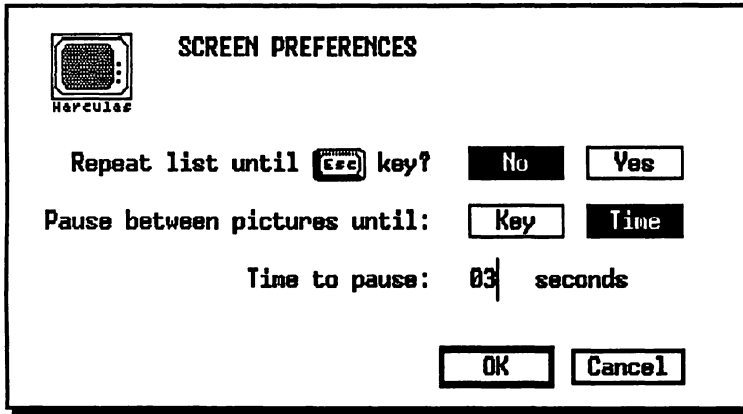 SCREEN PREFERENCES
Hercules
Repeat list until Esc key? No Yes
Pause between pictures until: Key Time
Time to pause: 03 seconds
OK Cancel